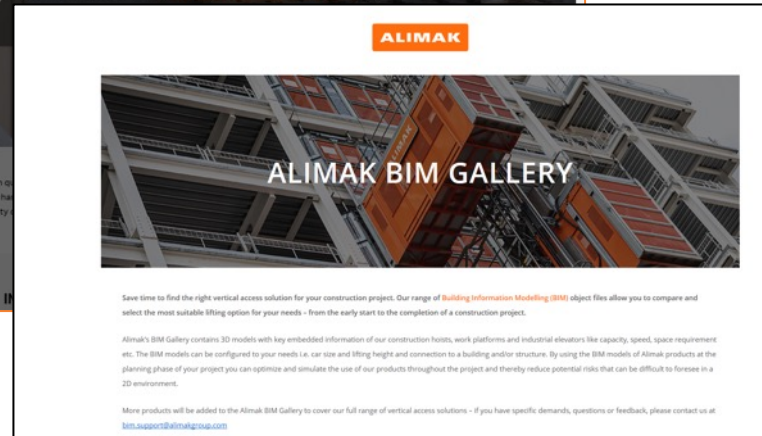 ALIMAK
ALIMAK
ALIMAK BIM GALLERY
Save time to find the right vertical access solution for your construction project. Our range of Building Information Modelling (BIM) object files allow you to compare and
select the most suitable lifting option for your needs – from the early start to the completion of a construction project.
Alimak's BIM Gallery contains 3D models with key embedded information of our construction hoists, work platforms and industrial elevators like capacity, speed, space requirement
etc. The BIM models can be configured to your needs i.e. car size and lifting height and connection to a building and/or structure. By using the BIM models of Alimak products at the
planning phase of your project you can optimize and simulate the use of our products throughout the project and thereby reduce potential risks that can be difficult to foresee in a
2D environment.
More products will be added to the Alimak BIM Gallery to cover our full range of vertical access solutions – if you have specific demands, questions or feedback, please contact us at
bim.support@alimakgroup.com